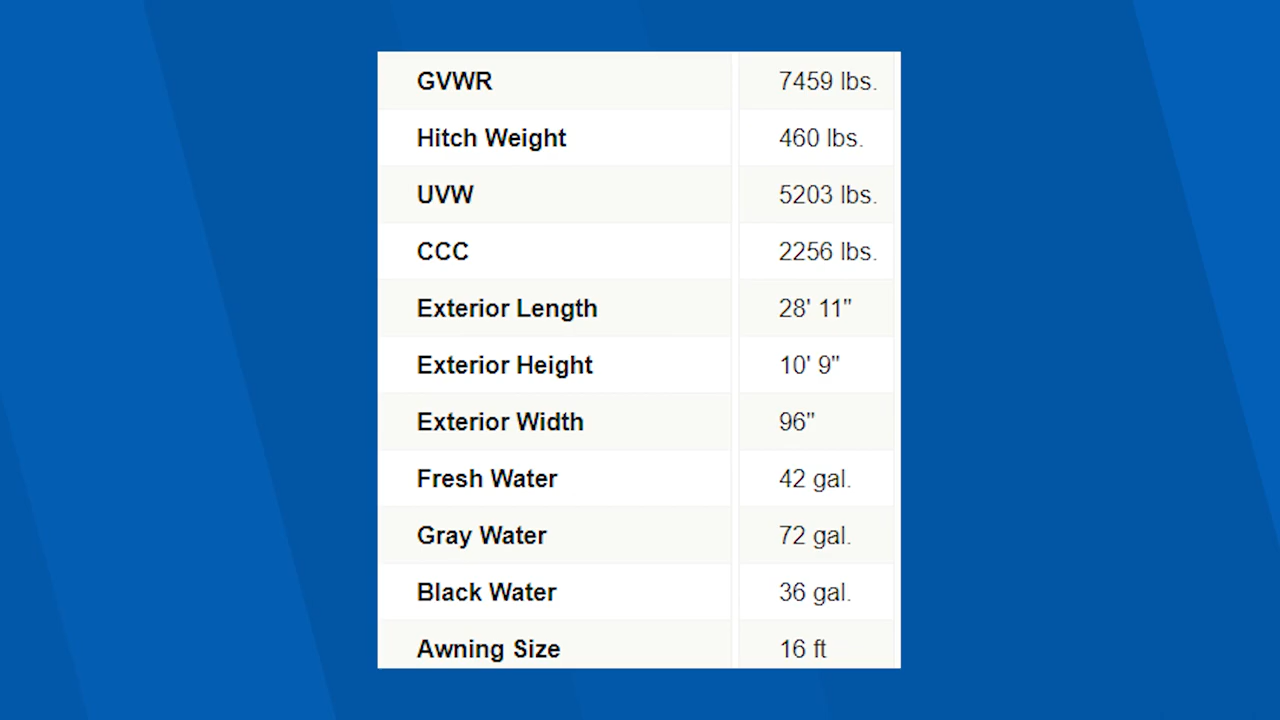 GVWR 7459 lbs.
Hitch Weight 460 lbs.
UVW 5203 lbs.
CCC 2256 lbs.
Exterior Length 28' 11"
Exterior Height 10' 9"
Exterior Width 96"
Fresh Water 42 gal.
Gray Water 72 gal.
Black Water 36 gal.
Awning Size 16 ft